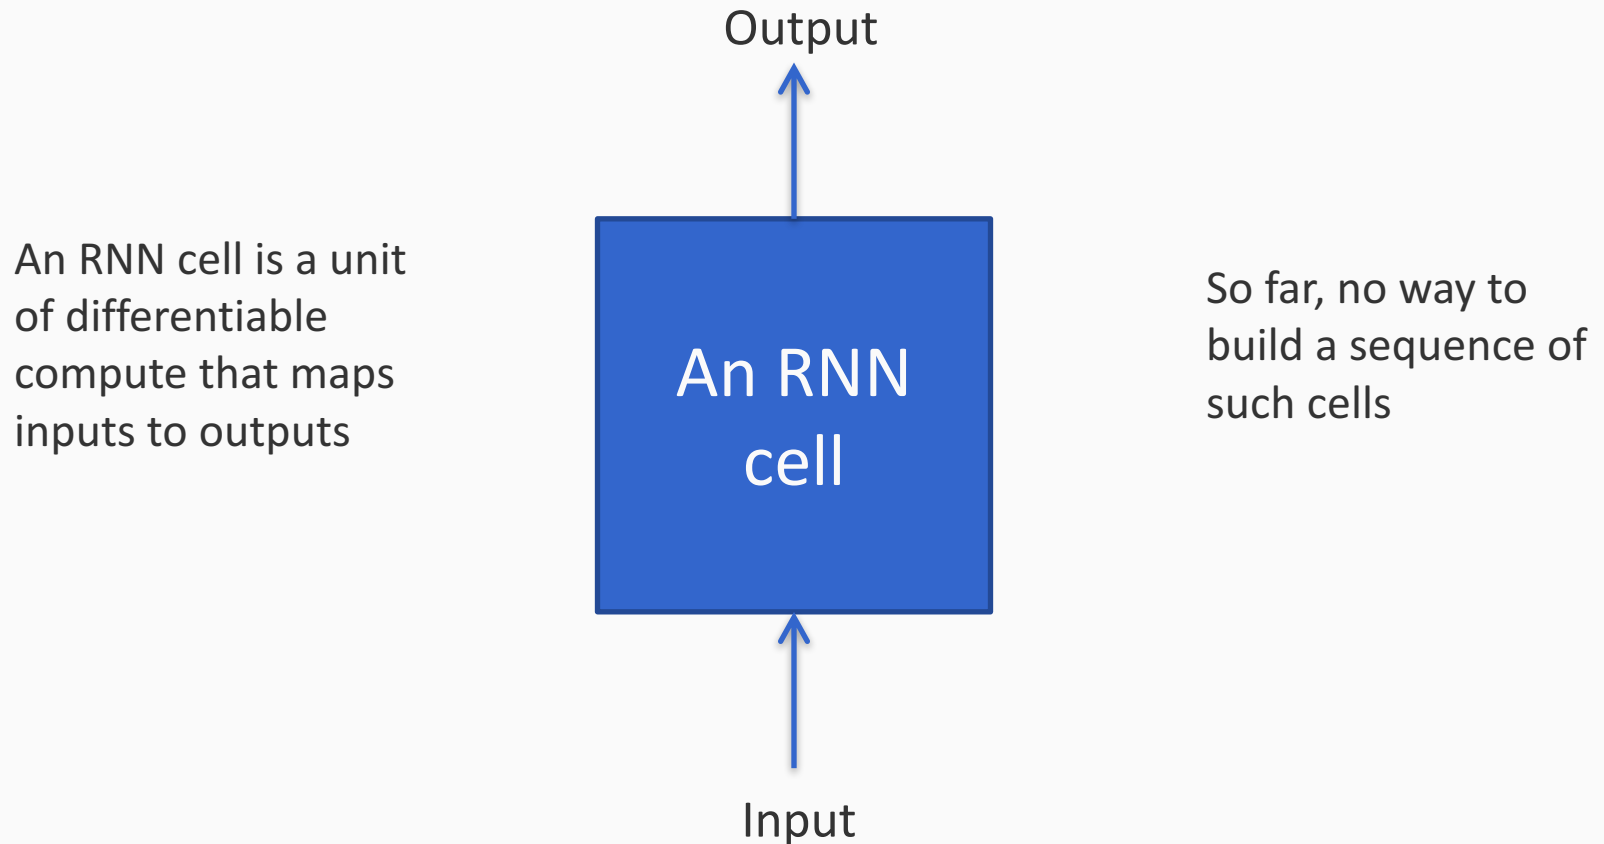 Output
An RNN cell is a unit
of differentiable
compute that maps
inputs to outputs
An RNN
cell
So far, no way to
build a sequence of
such cells
Input